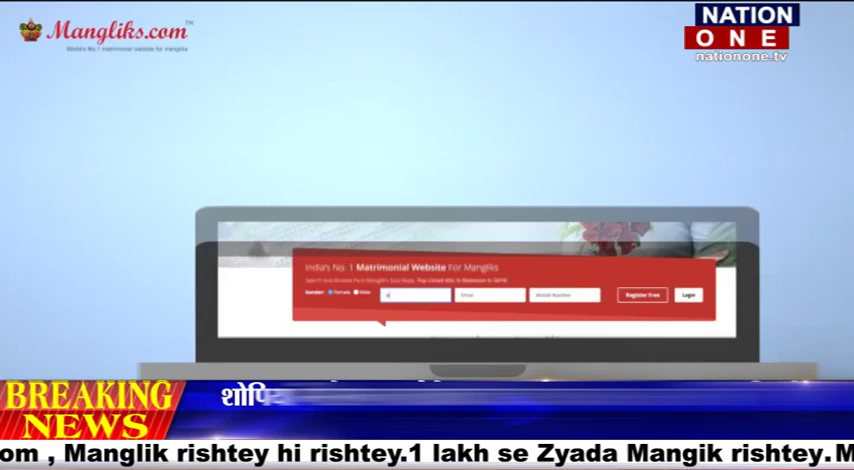 Mangliks.com™
World's No.1 matrimonial website for mangliks
NATION
ONE
nationone.tv
India's No. 1 Matrimonial Website For Mangliks
Gender: Female Male
Email
Mobile Number
Register Free
Login
BREAKING
NEWS
शोपि
om , Manglik rishtey hi rishtey.1 lakh se Zyada Mangik rishtey.M